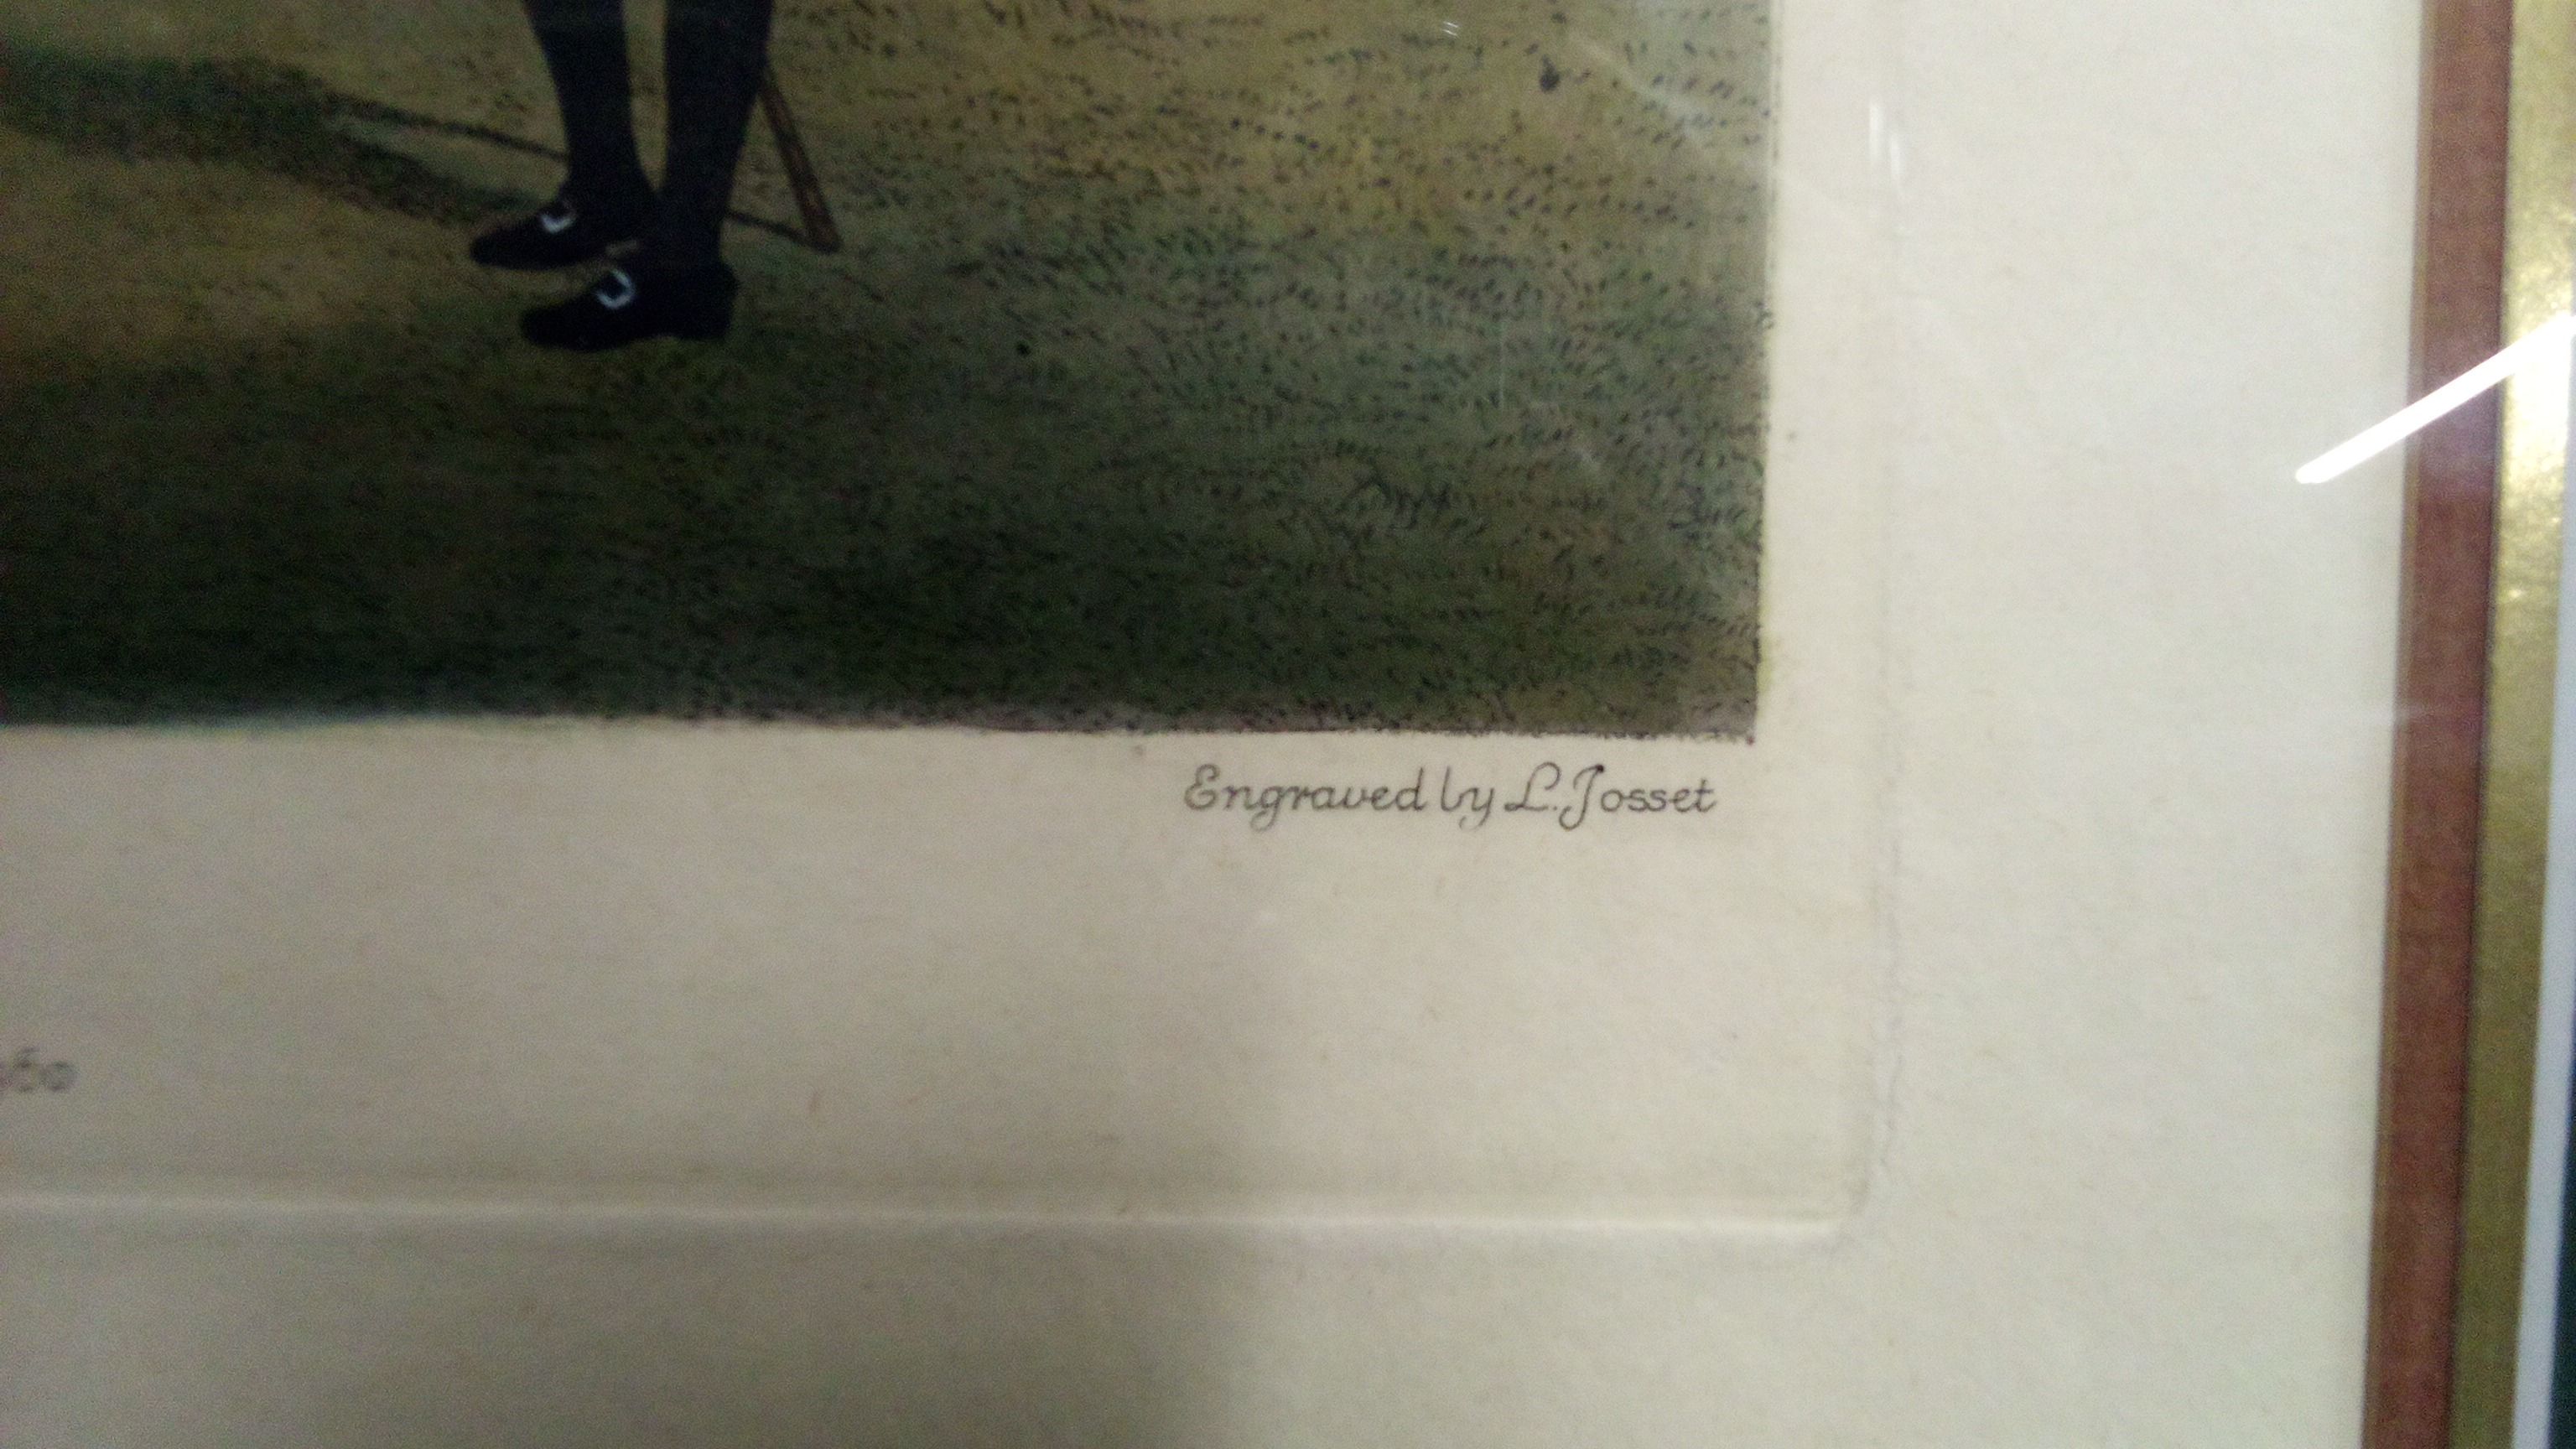 Engraved by L. Josset